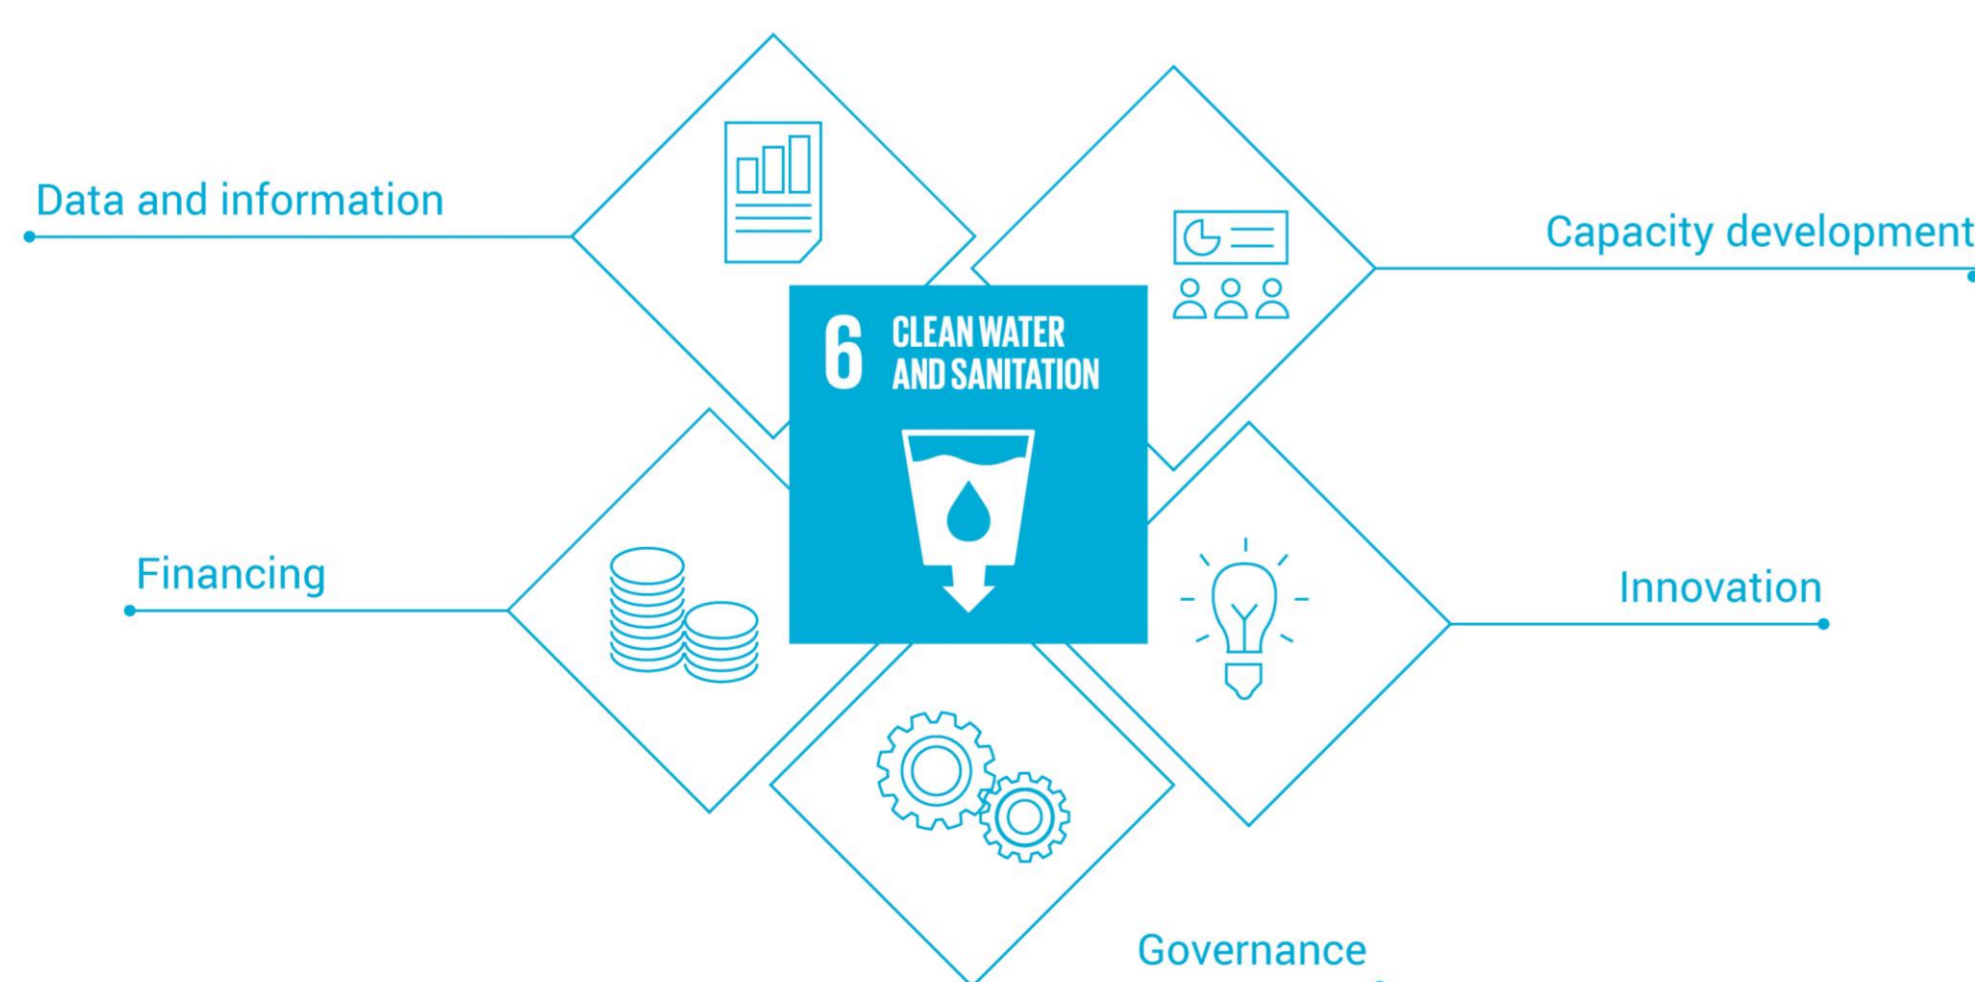 Data and information
Capacity development
6 CLEAN WATER
AND SANITATION
Financing
Innovation
Governance